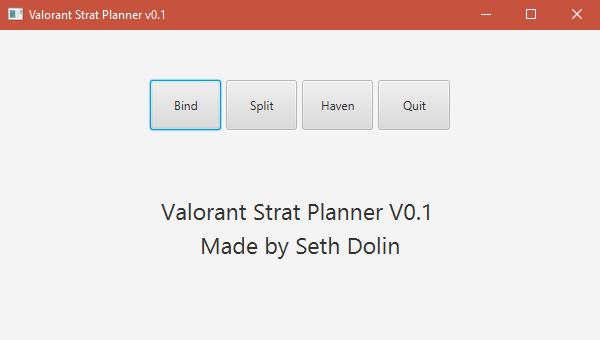 Valorant Strat Planner v0.1
Bind Split Haven Quit
Valorant Strat Planner V0.1
Made by Seth Dolin